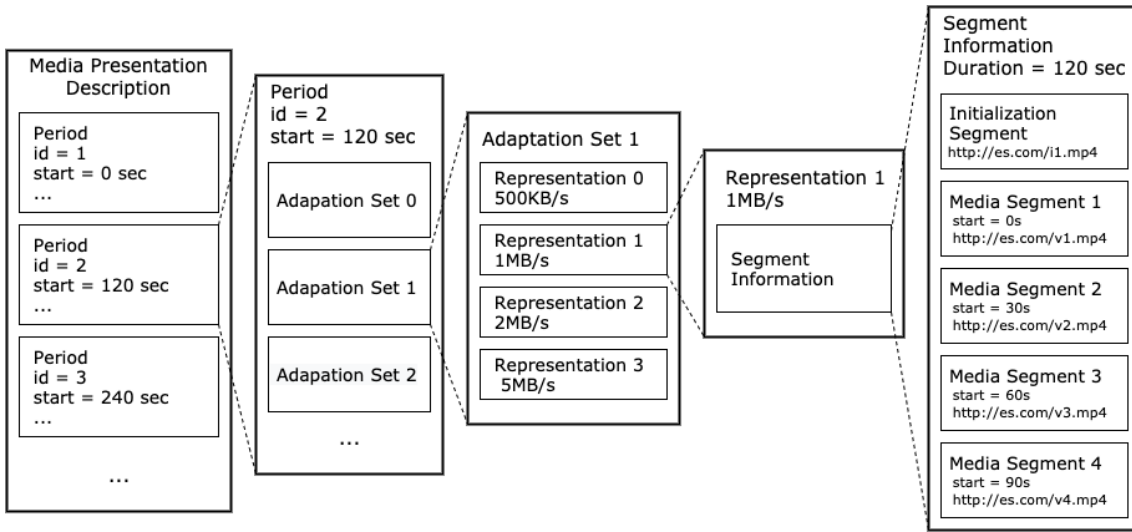 Media Presentation
Description
Period
id = 1
start = 0 sec
...
Period
id = 2
start = 120 sec
...
Period
id = 3
start = 240 sec
...
...
Period
id = 2
start = 120 sec
Adapation Set 0
Adapation Set 1
Adapation Set 2
...
Adaptation Set 1
Representation 0
500KB/s
Representation 1
1MB/s
Representation 2
2MB/s
Representation 3
5MB/s
Representation 1
1MB/s
Segment
Information
Segment
Information
Duration = 120 sec
Initialization
Segment
http://es.com/i1.mp4
Media Segment 1
start = 0s
http://es.com/v1.mp4
Media Segment 2
start = 30s
http://es.com/v2.mp4
Media Segment 3
start = 60s
http://es.com/v3.mp4
Media Segment 4
start = 90s
http://es.com/v4.mp4